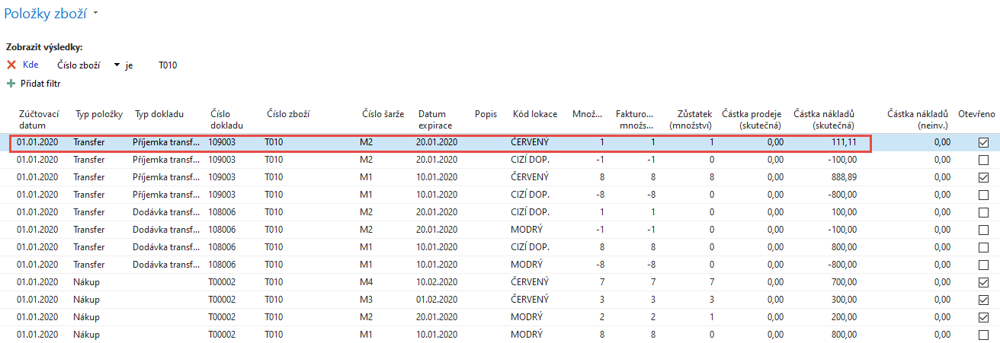 Položky zboží
Zobrazit výsledky:
Kde Číslo zboží je T010
Přidat filtr
Zúčtovací datum Typ položky Typ dokladu Číslo dokladu Číslo zboží Číslo šarže Datum expirace Popis Kód lokace Množ... Fakturo... množs... Zůstatek (množství) Částka prodeje (skutečná) Částka nákladů (skutečná) Částka nákladů (neinv.) Otevřeno
01.01.2020 Transfer Příjemka transf... 109003 T010 M2 20.01.2020 ČERVENÝ 1 1 1 0,00 111,11 0,00
01.01.2020 Transfer Příjemka transf... 109003 T010 M2 20.01.2020 CIZÍ DOP. -1 -1 0 0,00 -100,00 0,00
01.01.2020 Transfer Příjemka transf... 109003 T010 M1 10.01.2020 ČERVENÝ 8 8 8 0,00 888,89 0,00
01.01.2020 Transfer Příjemka transf... 109003 T010 M1 10.01.2020 CIZÍ DOP. -8 -8 0 0,00 -800,00 0,00
01.01.2020 Transfer Dodávka transf... 108006 T010 M2 20.01.2020 CIZÍ DOP. 1 1 0 0,00 100,00 0,00
01.01.2020 Transfer Dodávka transf... 108006 T010 M2 20.01.2020 MODRÝ -1 -1 0 0,00 -100,00 0,00
01.01.2020 Transfer Dodávka transf... 108006 T010 M1 10.01.2020 CIZÍ DOP. 8 8 0 0,00 800,00 0,00
01.01.2020 Transfer Dodávka transf... 108006 T010 M1 10.01.2020 MODRÝ -8 -8 0 0,00 -800,00 0,00
01.01.2020 Nákup T00002 T010 M4 10.02.2020 ČERVENÝ 7 7 7 0,00 700,00 0,00
01.01.2020 Nákup T00002 T010 M3 01.02.2020 ČERVENÝ 3 3 3 0,00 300,00 0,00
01.01.2020 Nákup T00002 T010 M2 20.01.2020 MODRÝ 2 2 1 0,00 200,00 0,00
01.01.2020 Nákup T00002 T010 M1 10.01.2020 MODRÝ 8 8 0 0,00 800,00 0,00